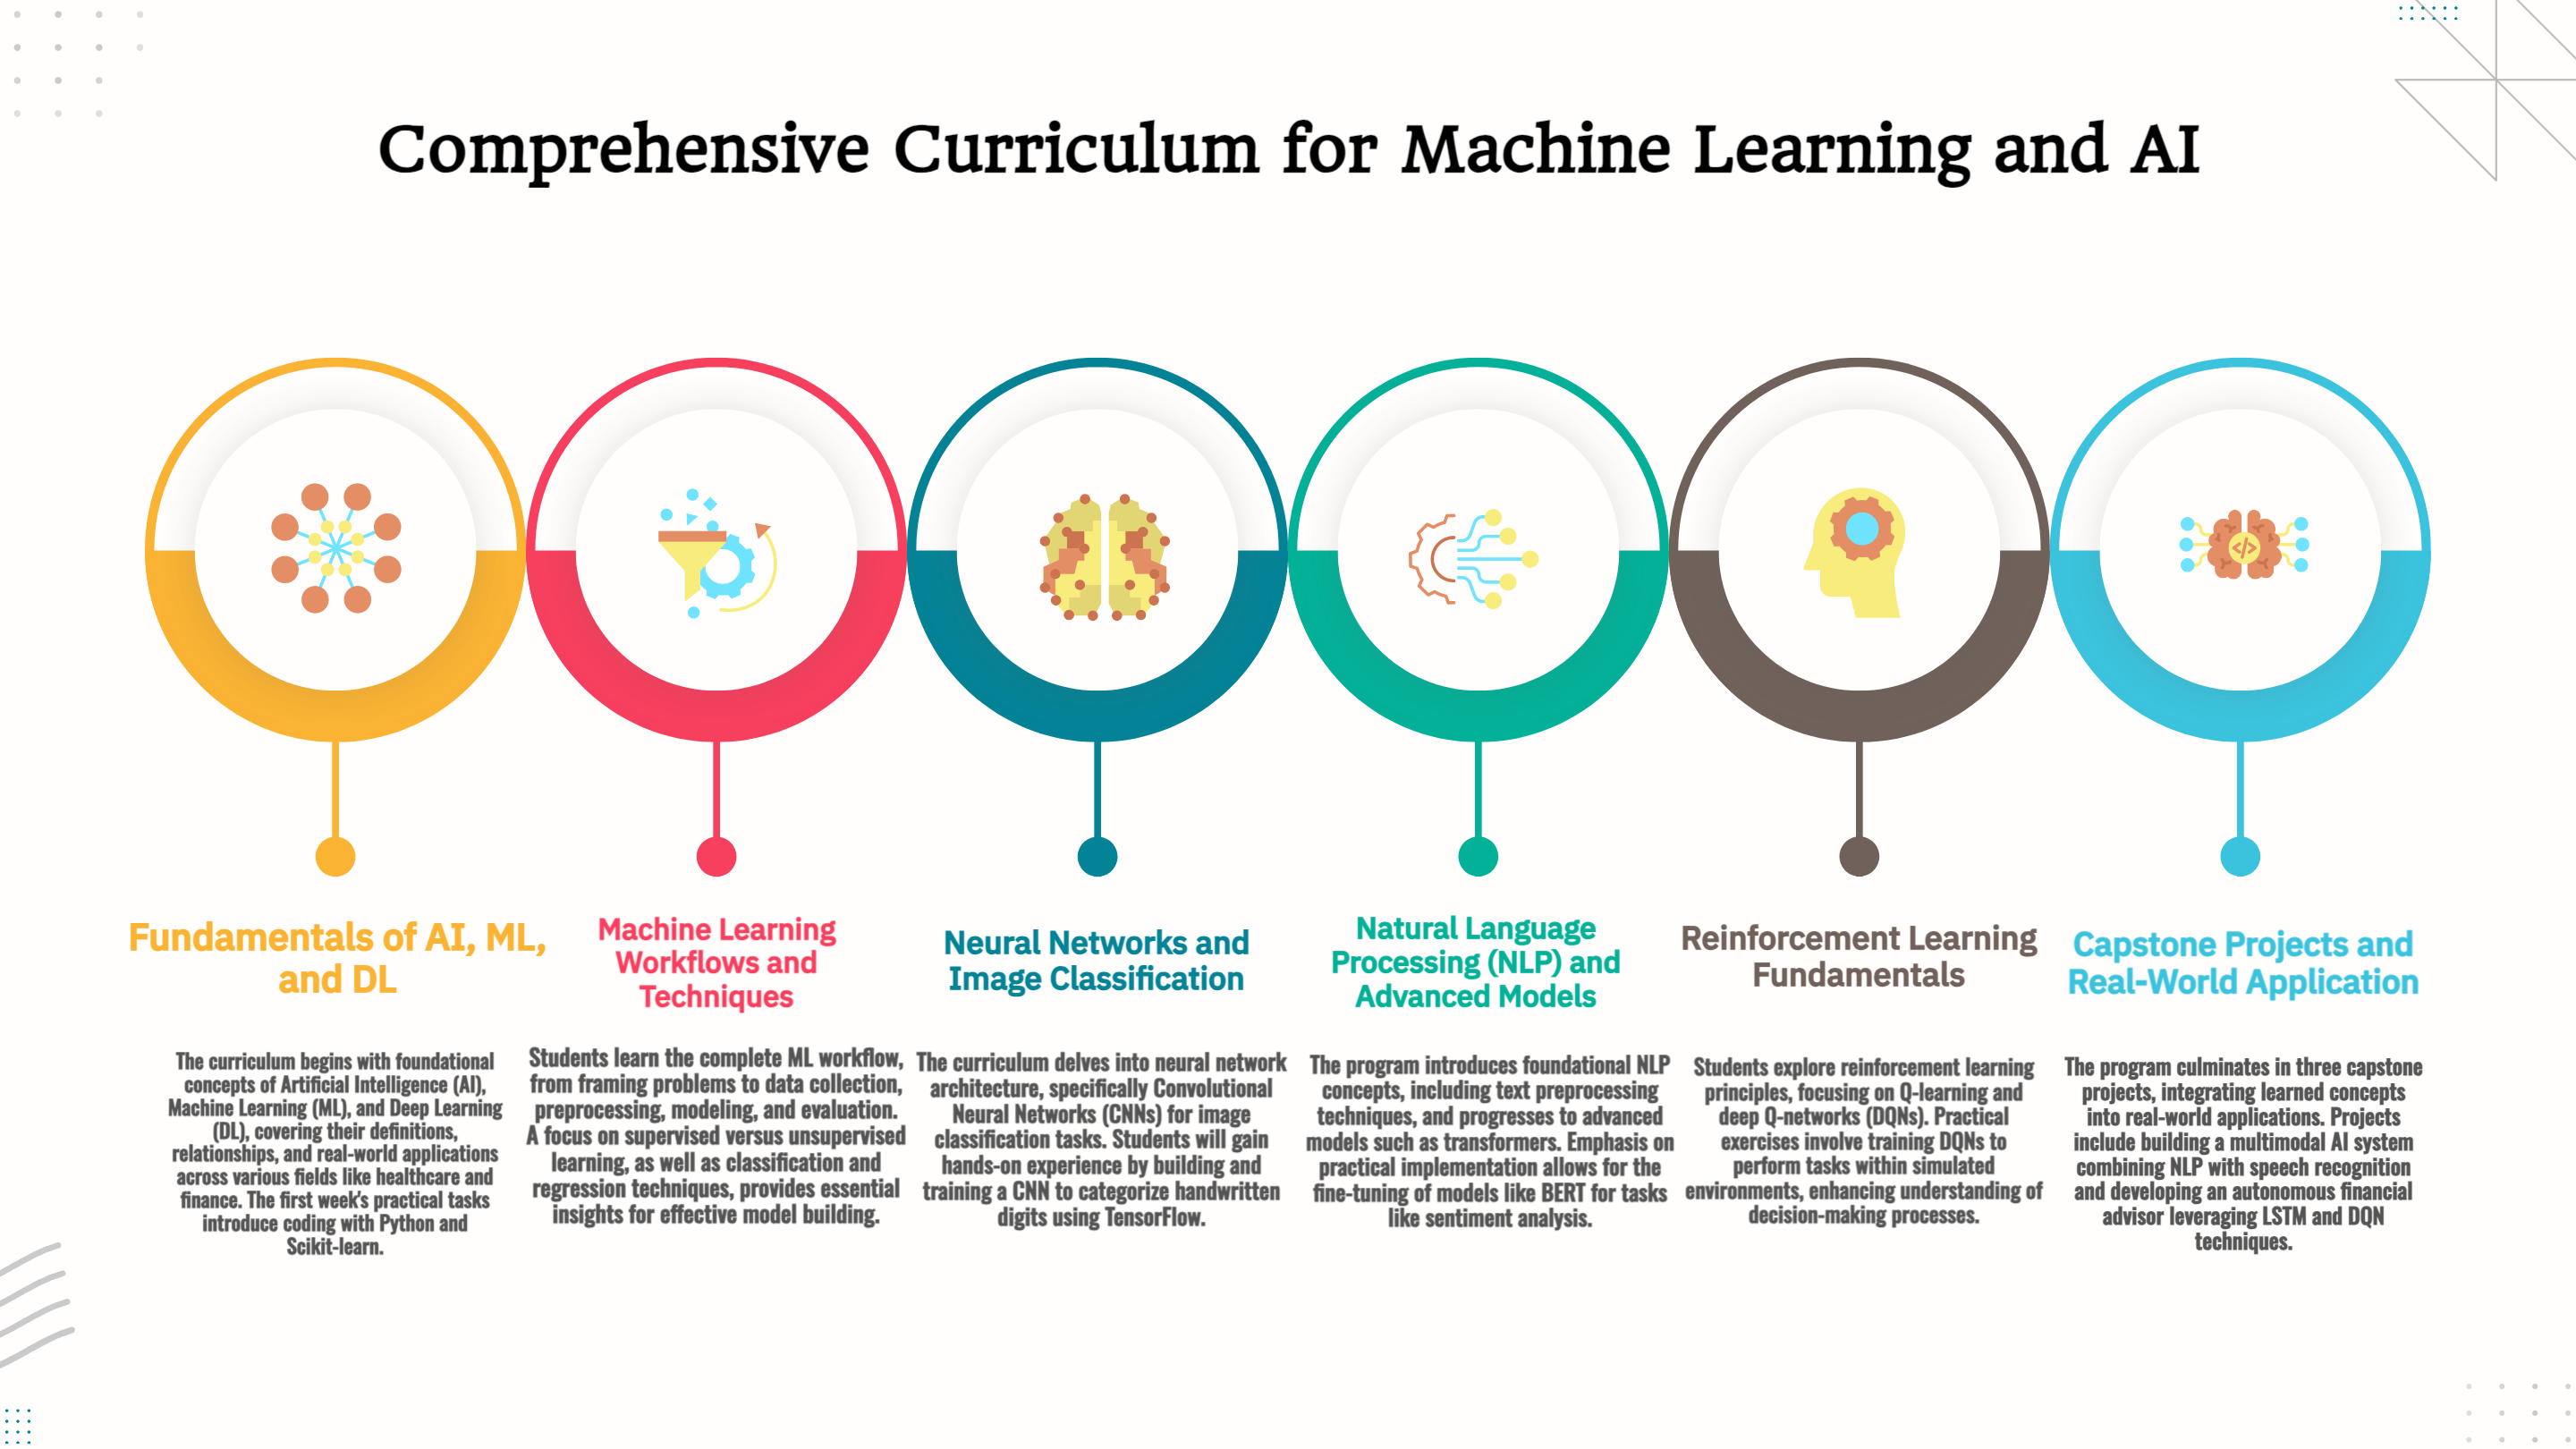 Comprehensive Curriculum for Machine Learning and AI
</>
Fundamentals of AI, ML,
and DL
The curriculum begins with foundational
concepts of Artificial Intelligence (AI),
Machine Learning (ML), and Deep Learning
(DL), covering their definitions,
relationships, and real-world applications
across various fields like healthcare and
finance. The first week's practical tasks
introduce coding with Python and
Scikit-learn.
Machine Learning
Workflows and
Techniques
Students learn the complete ML workflow,
from framing problems to data collection,
preprocessing, modeling, and evaluation.
A focus on supervised versus unsupervised
learning, as well as classification and
regression techniques, provides essential
insights for effective model building.
Neural Networks and
Image Classification
The curriculum delves into neural network
architecture, specifically Convolutional
Neural Networks (CNNs) for image
classification tasks. Students will gain
hands-on experience by building and
training a CNN to categorize handwritten
digits using TensorFlow.
Natural Language
Processing (NLP) and
Advanced Models
The program introduces foundational NLP
concepts, including text preprocessing
techniques, and progresses to advanced
models such as transformers. Emphasis on
practical implementation allows for the
fine-tuning of models like BERT for tasks
like sentiment analysis.
Reinforcement Learning
Fundamentals
Students explore reinforcement learning
principles, focusing on Q-learning and
deep Q-networks (DQNs). Practical
exercises involve training DQNs to
perform tasks within simulated
environments, enhancing understanding of
decision-making processes.
Capstone Projects and
Real-World Application
The program culminates in three capstone
projects, integrating learned concepts
into real-world applications. Projects
include building a multimodal AI system
combining NLP with speech recognition
and developing an autonomous financial
advisor leveraging LSTM and DQN
techniques.